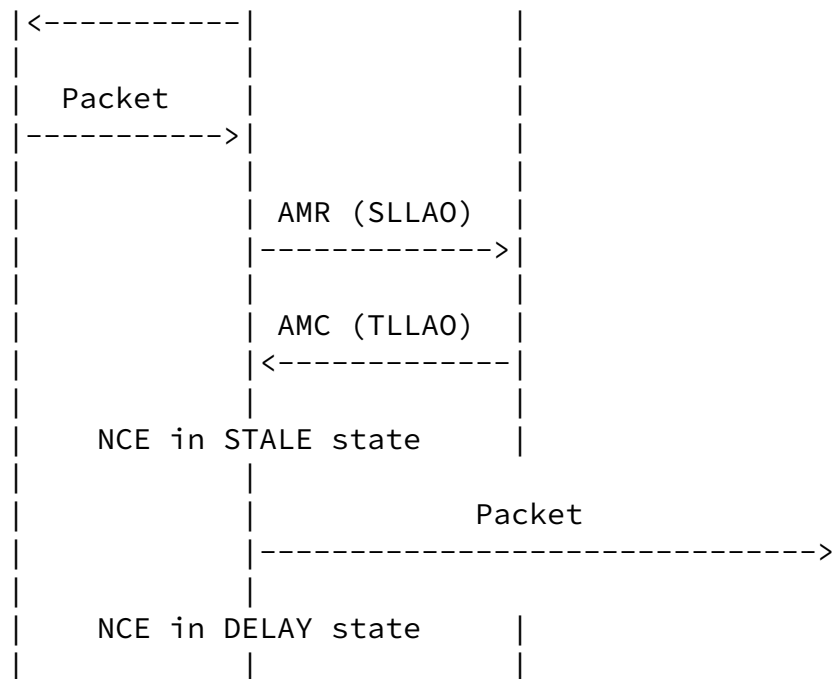 Packet
AMR (SLLAO)
AMC (TLLAO)
NCE in STALE state
Packet
NCE in DELAY state